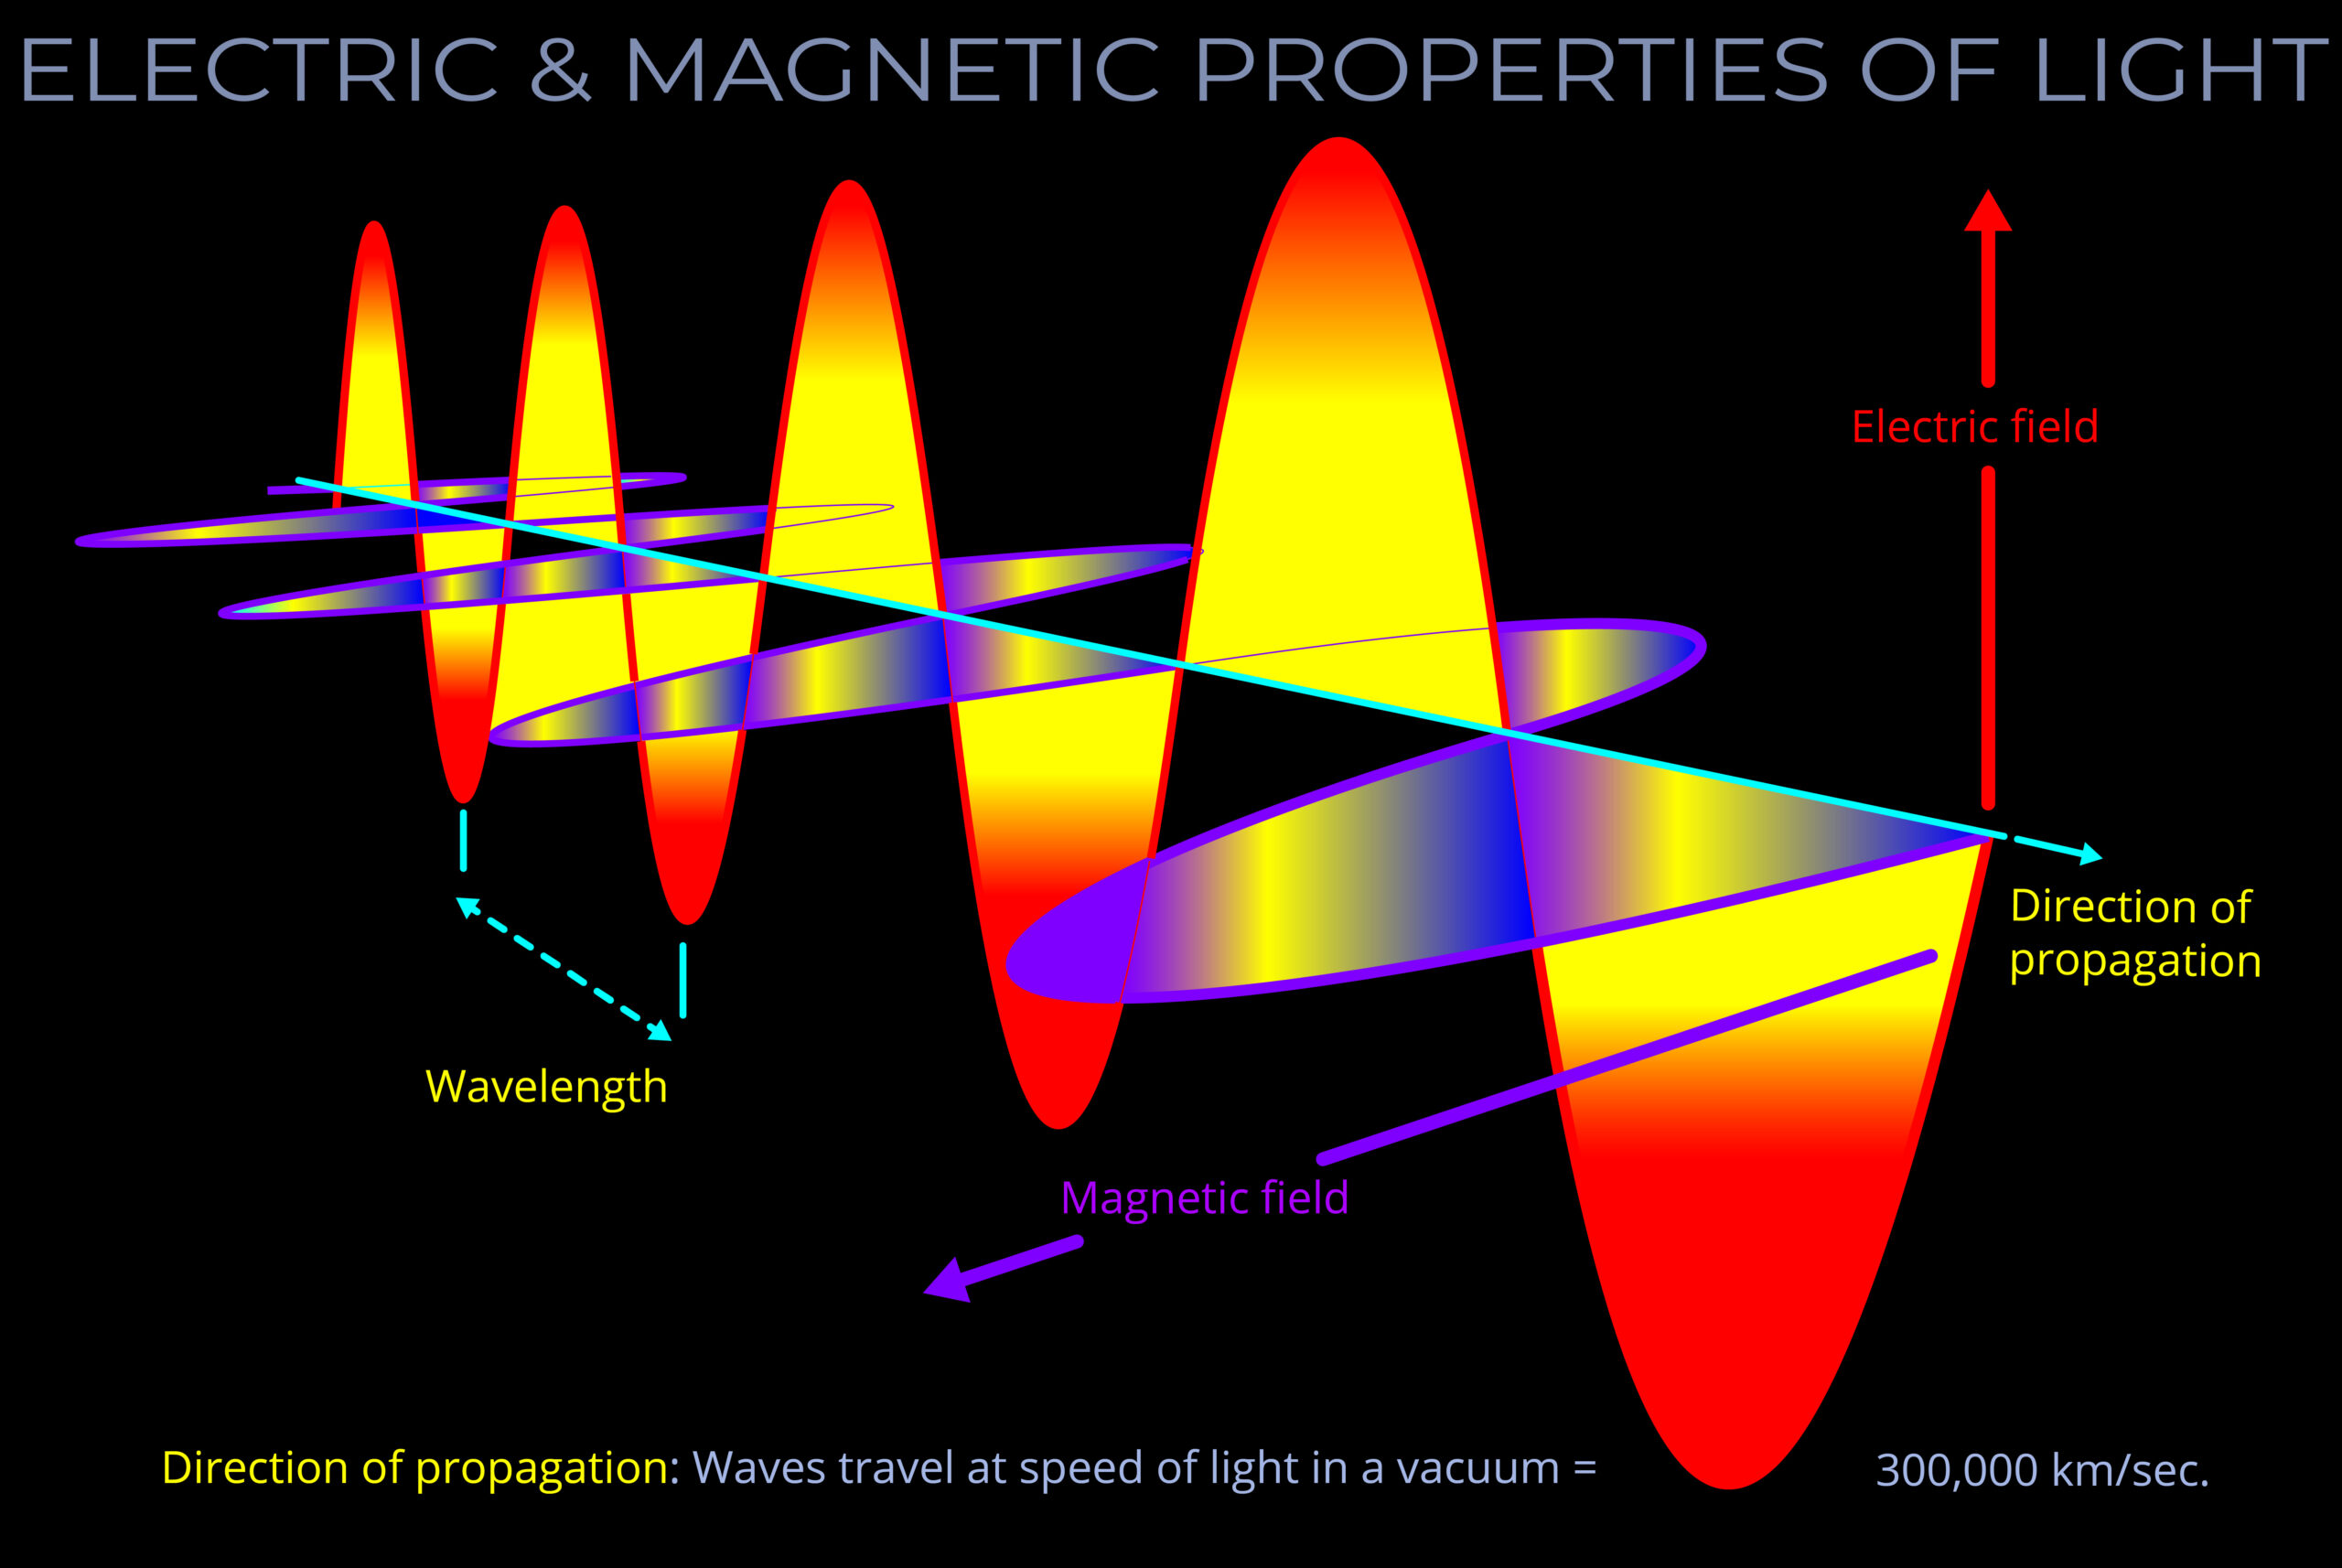 ELECTRIC & MAGNETIC PROPERTIES OF LIGHT
Electric field
Direction of
propagation
Wavelength
Magnetic field
Direction of propagation: Waves travel at speed of light in a vacuum = 300,000 km/sec.